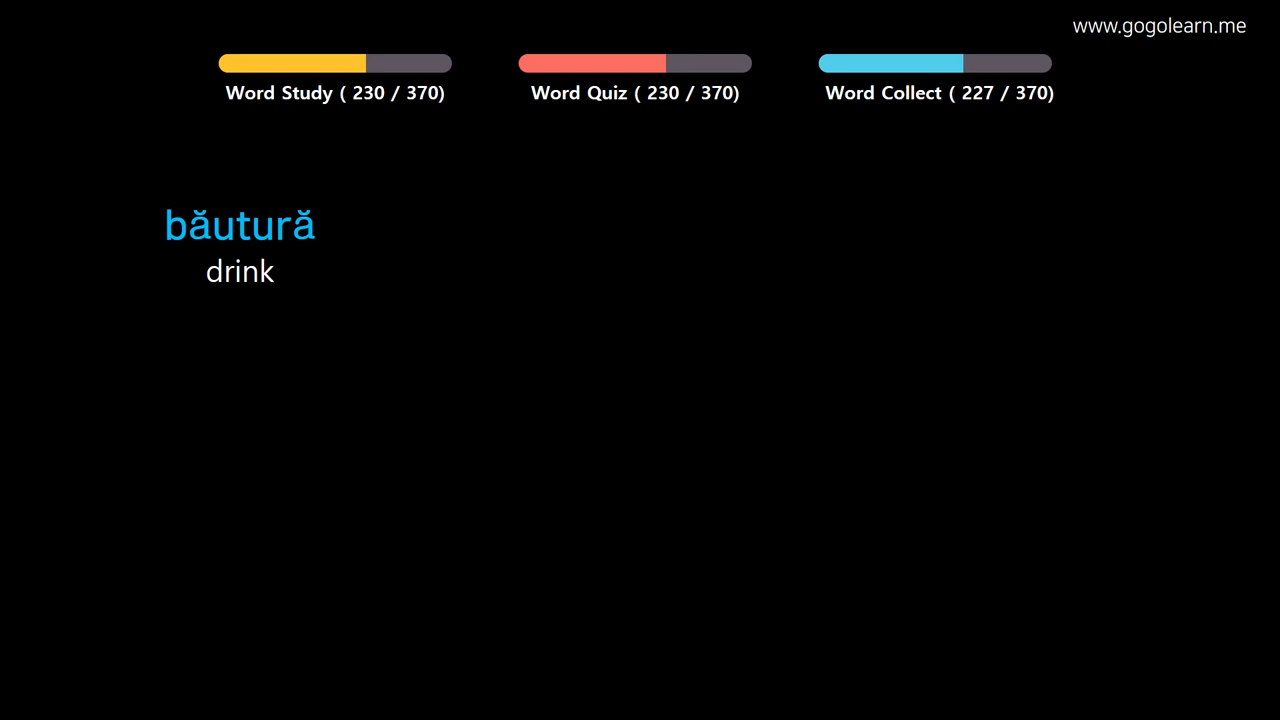 www.gogolearn.me
Word Study ( 230 / 370)
Word Quiz ( 230 / 370)
Word Collect ( 227 / 370)
băutură
drink